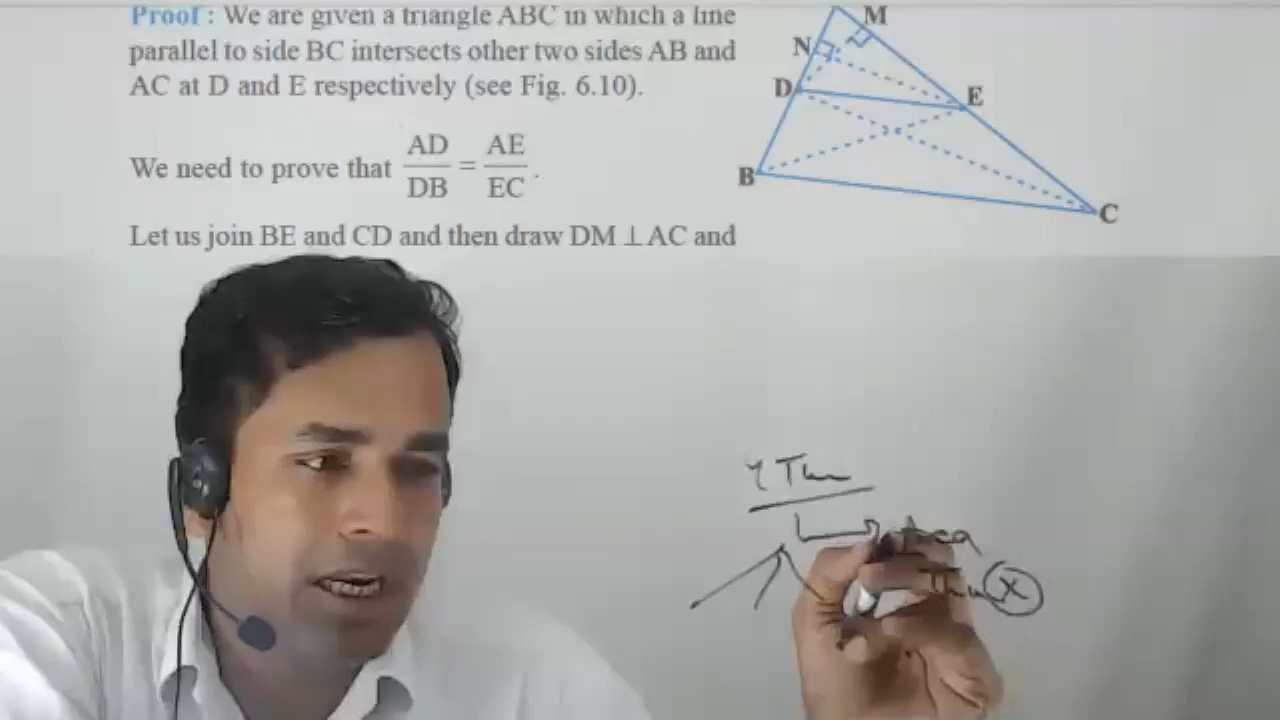 Proof : We are given a triangle ABC in which a line
parallel to side BC intersects other two sides AB and
AC at D and E respectively (see Fig. 6.10).
We need to prove that AD/DB = AE/EC .
Let us join BE and CD and then draw DM ⊥ AC and
M
N
D
E
B
C
Area
X